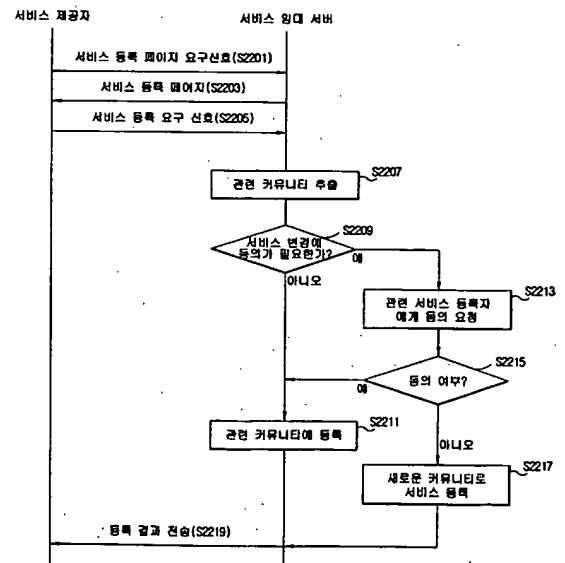 서비스 제공자
서비스 임대 서버
서비스 등록 페이지 요구신호(S2201)
서비스 등록 페이지(S2203)
서비스 등록 요구 신호(S2205)
S2207
관련 커뮤니티 추출
S2209
서비스 변경에
동의가 필요한가?
예
아니오
S2213
관련 서비스 등록자
에게 동의 요청
S2215
동의 여부?
예
S2211
관련 커뮤니티에 등록
아니오
S2217
새로운 커뮤니티로
서비스 등록
등록 결과 전송(S2219)